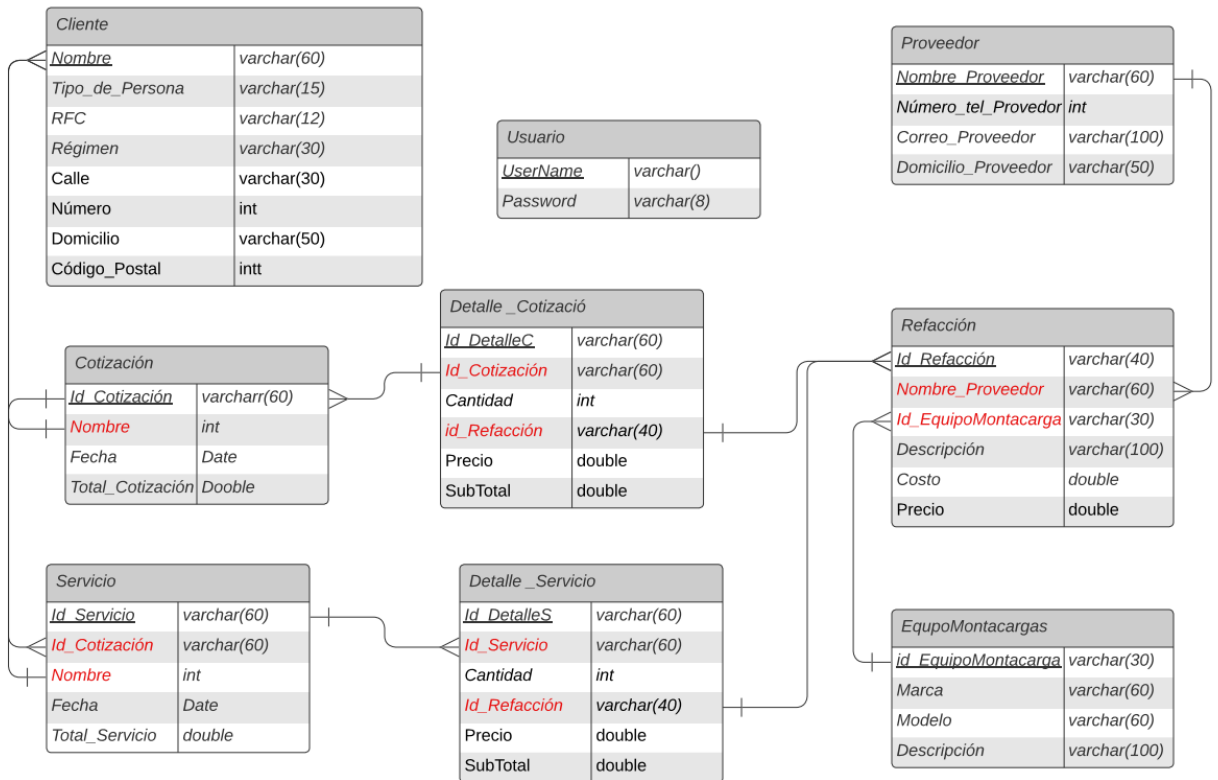 Cliente
Nombre varchar(60)
Tipo_de_Persona varchar(15)
RFC varchar(12)
Régimen varchar(30)
Calle varchar(30)
Número int
Domicilio varchar(50)
Código_Postal intt
Usuario
UserName varchar()
Password varchar(8)
Proveedor
Nombre_Proveedor varchar(60)
Número_tel_Provedor int
Correo_Proveedor varchar(100)
Domicilio_Proveedor varchar(50)
Cotización
Id_Cotización varcharr(60)
Nombre int
Fecha Date
Total_Cotización Dooble
Detalle _Cotizació
Id_DetalleC varchar(60)
Id_Cotización varchar(60)
Cantidad int
id_Refacción varchar(40)
Precio double
SubTotal double
Refacción
Id_Refacción varchar(40)
Nombre_Proveedor varchar(60)
Id_EquipoMontacarga varchar(30)
Descripción varchar(100)
Costo double
Precio double
Servicio
Id_Servicio varchar(60)
Id_Cotización varchar(60)
Nombre int
Fecha Date
Total_Servicio double
Detalle _Servicio
Id_DetalleS varchar(60)
Id_Servicio varchar(60)
Cantidad int
Id_Refacción varchar(40)
Precio double
SubTotal double
EqupoMontacargas
id_EquipoMontacarga varchar(30)
Marca varchar(60)
Modelo varchar(60)
Descripción varchar(100)